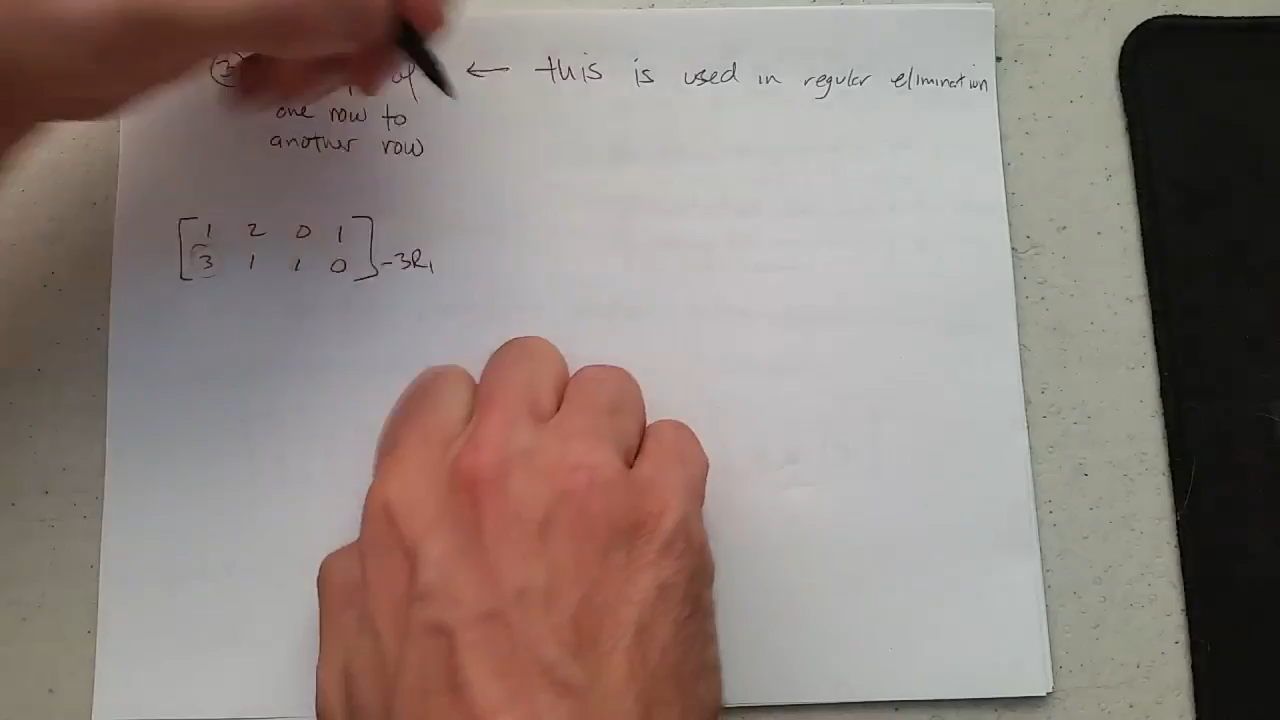 ③ of ← this is used in regular elimination
one row to
another row
[1 2 0 1
3 1 1 0] -3R₁